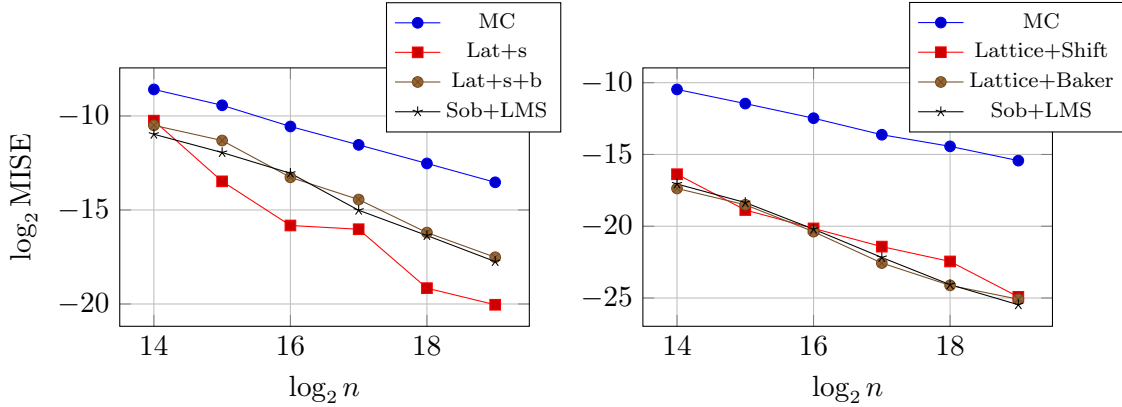 MC
Lat+s
Lat+s+b
Sob+LMS
−10
−15
−20
log₂ MISE
14
16
18
log₂ n
MC
Lattice+Shift
Lattice+Baker
Sob+LMS
−10
−15
−20
−25
14
16
18
log₂ n